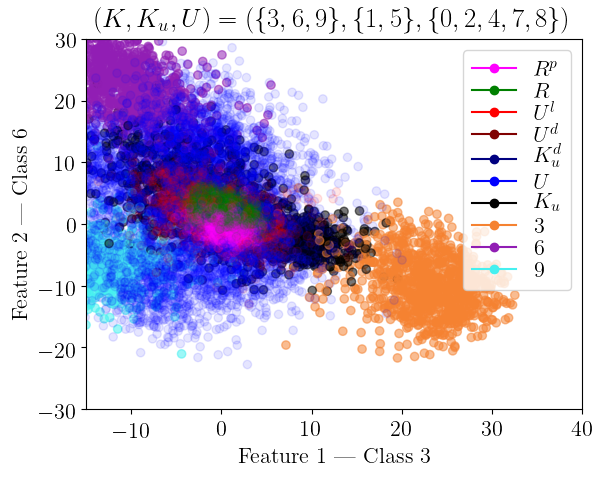 (K, K_u, U) = ({3, 6, 9}, {1, 5}, {0, 2, 4, 7, 8})
30
20
10
0
−10
−20
−30
Feature 2 — Class 6
R^p
R
U^l
U^d
K_u^d
U
K_u
3
6
9
−10
0
10
20
30
40
Feature 1 — Class 3